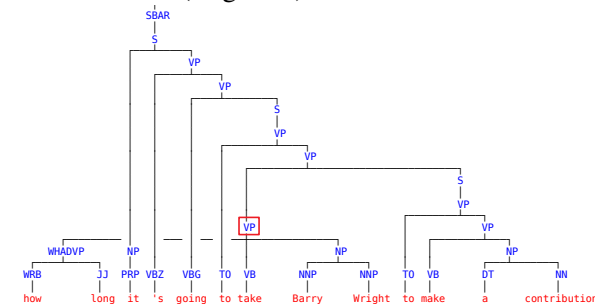 SBAR
S
VP
VP
S
VP
VP
S
VP
VP VP
WHADVP NP NP NP
WRB JJ PRP VBZ VBG TO VB NNP NNP TO VB DT NN
how long it 's going to take Barry Wright to make a contribution